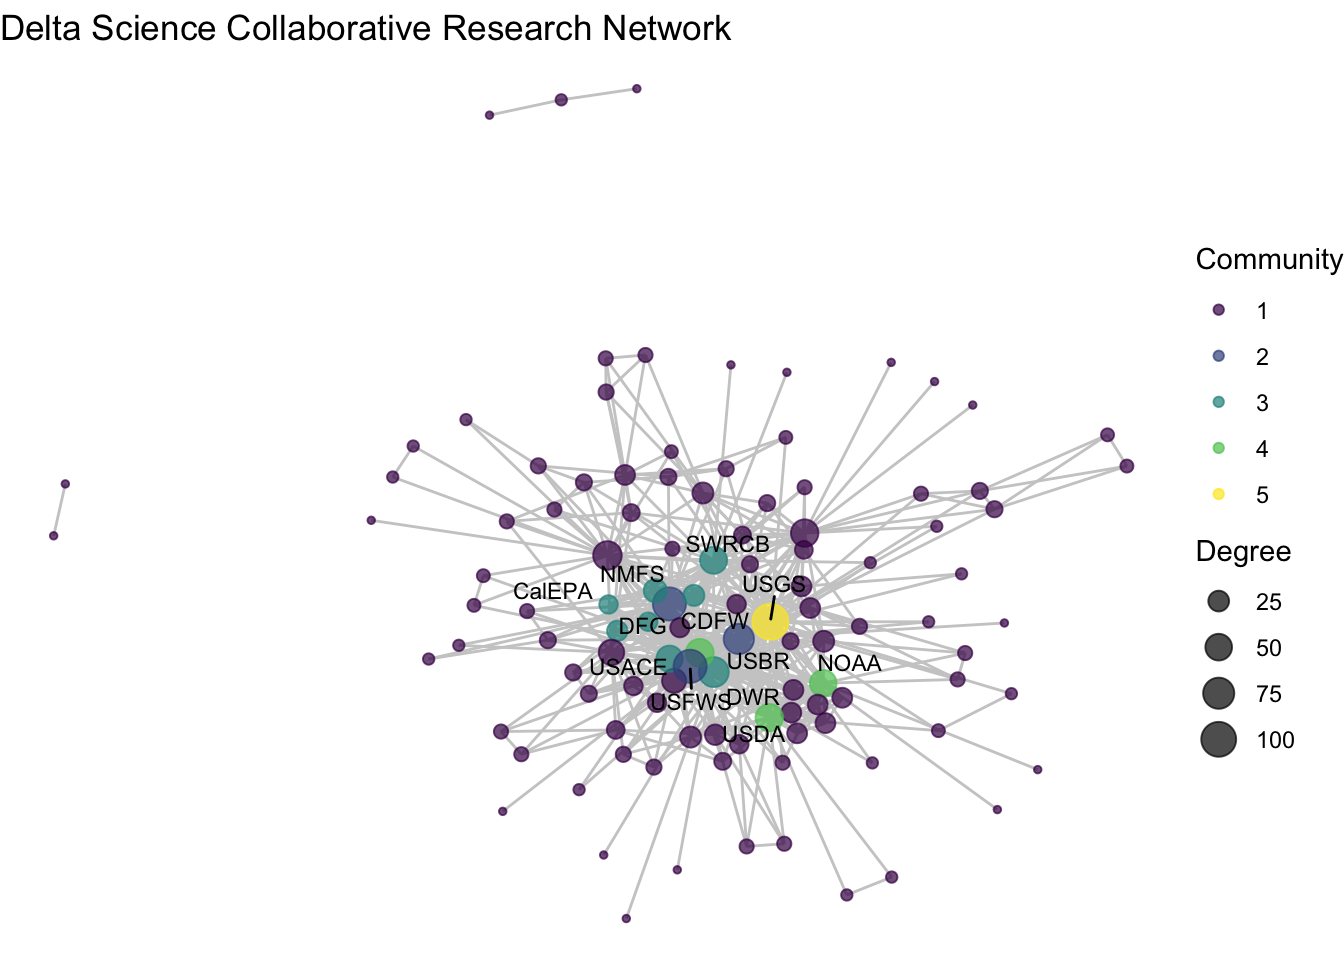 Delta Science Collaborative Research Network
Community
1
2
3
4
5
Degree
25
50
75
100
SWRCB
NMFS
USGS
CalEPA
CDFW
DFG
USBR
NOAA
USACE
DWR
USFWS
USDA